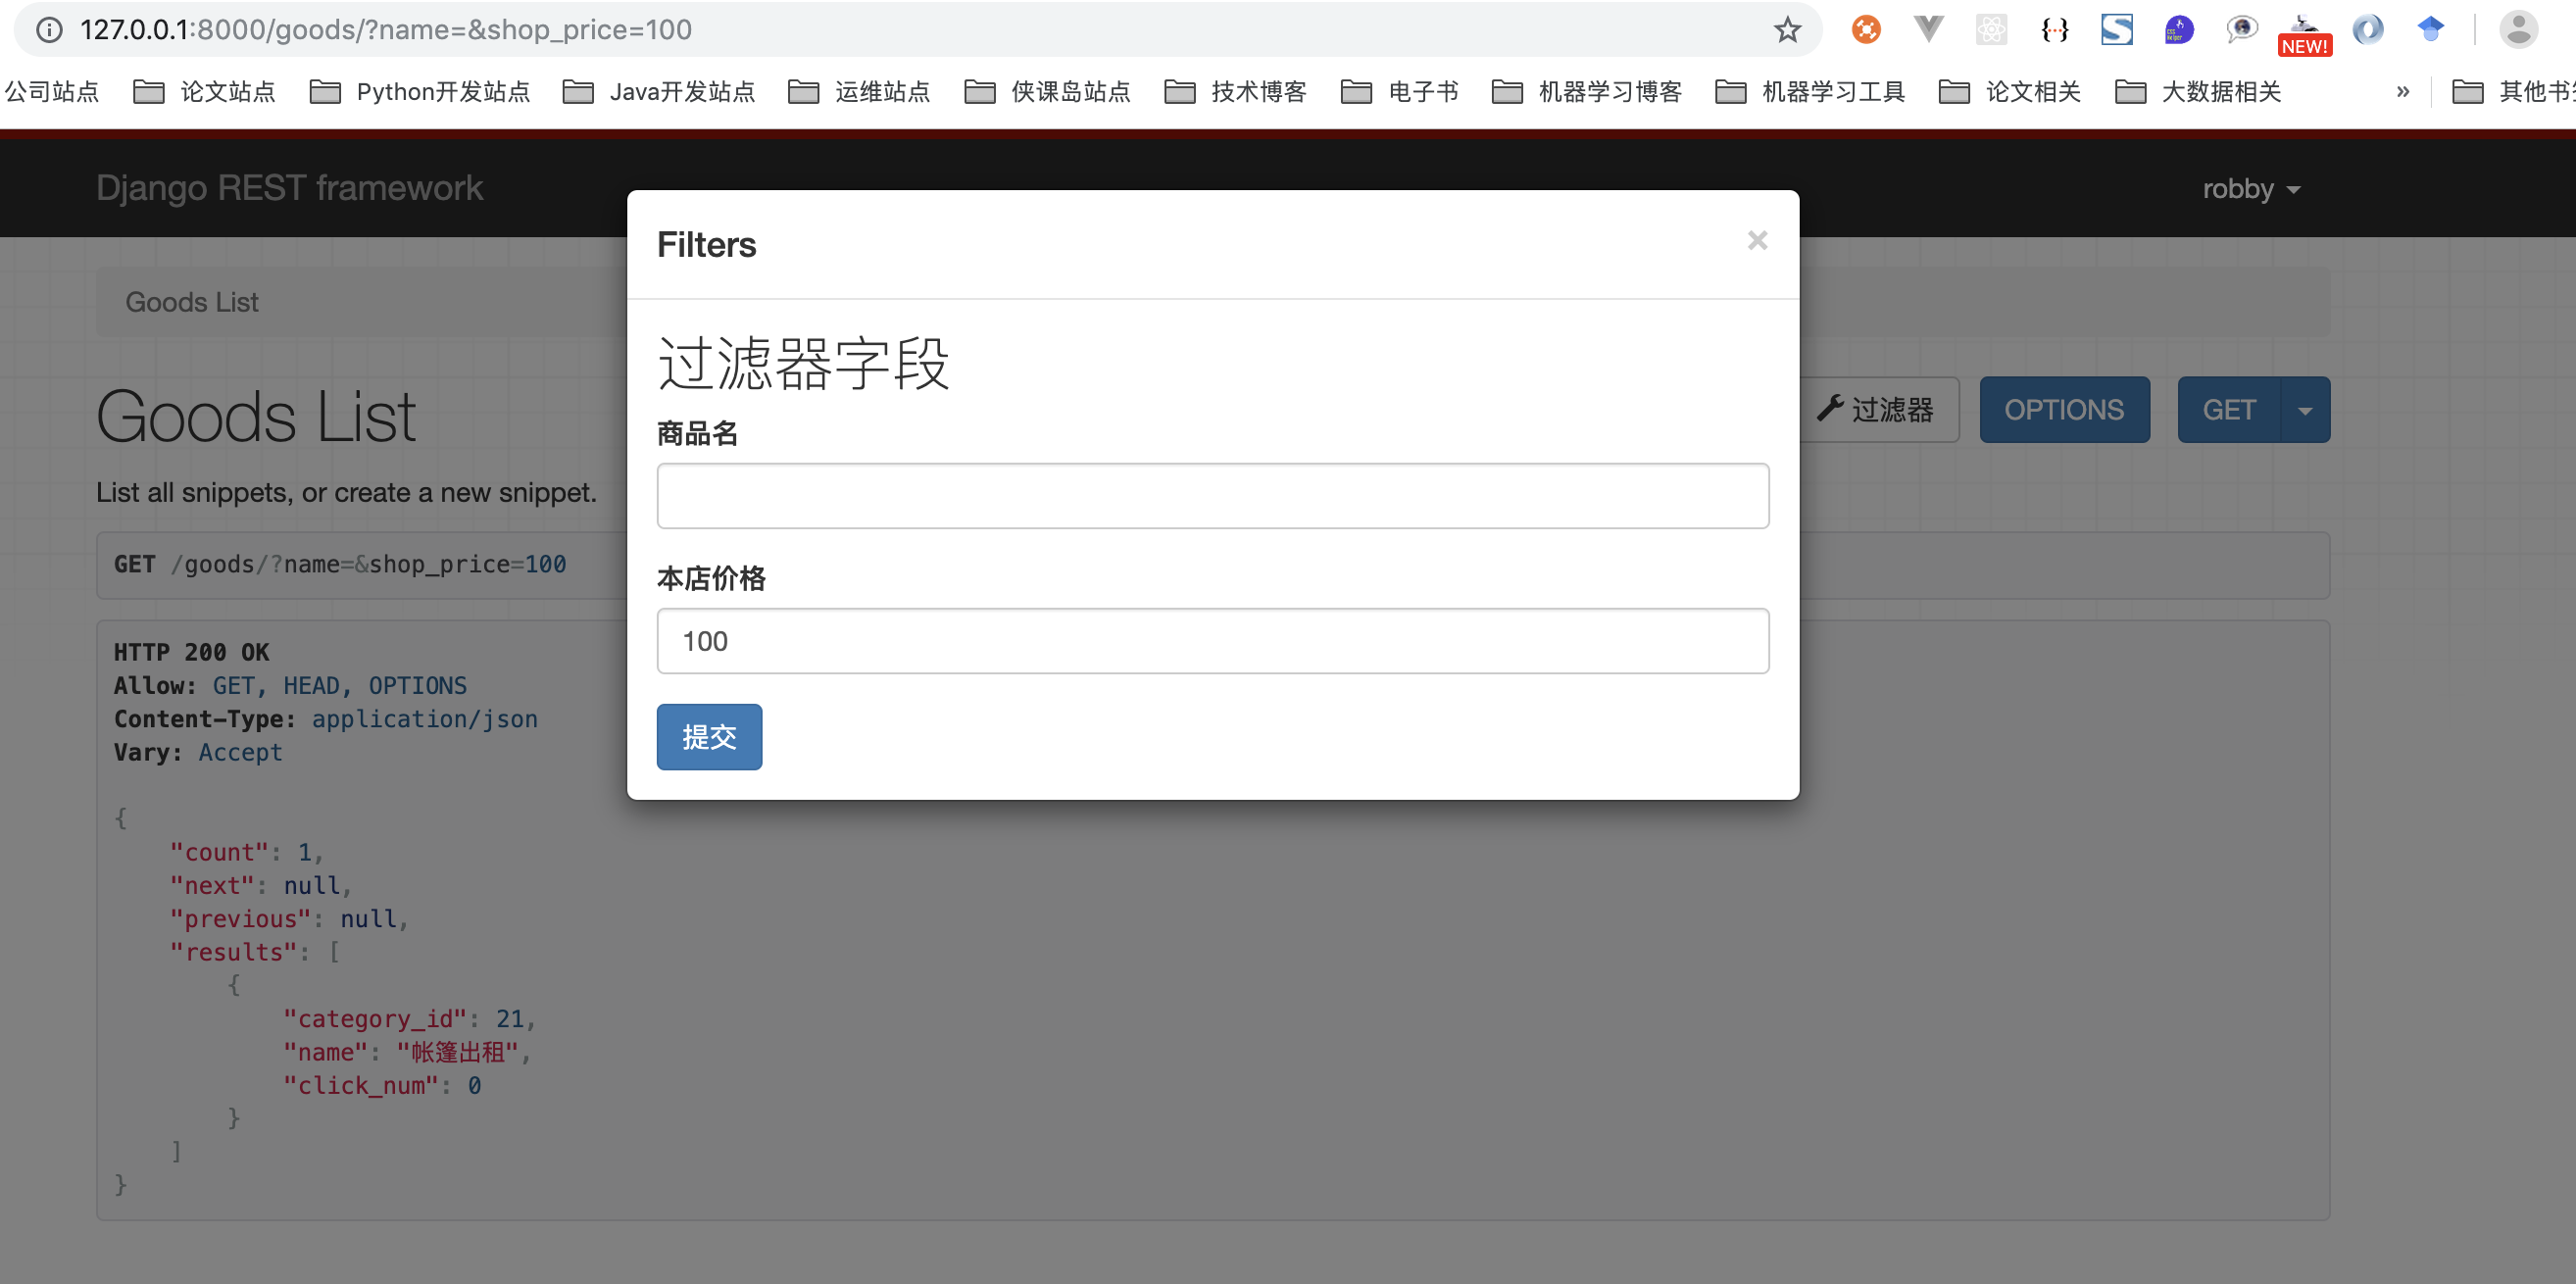 127.0.0.1:8000/goods/?name=&shop_price=100
NEW!
公司站点 论文站点 Python开发站点 Java开发站点 运维站点 侠课岛站点 技术博客 电子书 机器学习博客 机器学习工具 论文相关 大数据相关 » 其他书签
Django REST framework
robby
Filters
×
Goods List
过滤器字段
Goods List
过滤器
OPTIONS
GET
商品名
List all snippets, or create a new snippet.
GET /goods/?name=&shop_price=100
本店价格
100
提交
HTTP 200 OK
Allow: GET, HEAD, OPTIONS
Content-Type: application/json
Vary: Accept
{
    "count": 1,
    "next": null,
    "previous": null,
    "results": [
        {
            "category_id": 21,
            "name": "帐篷出租",
            "click_num": 0
        }
    ]
}